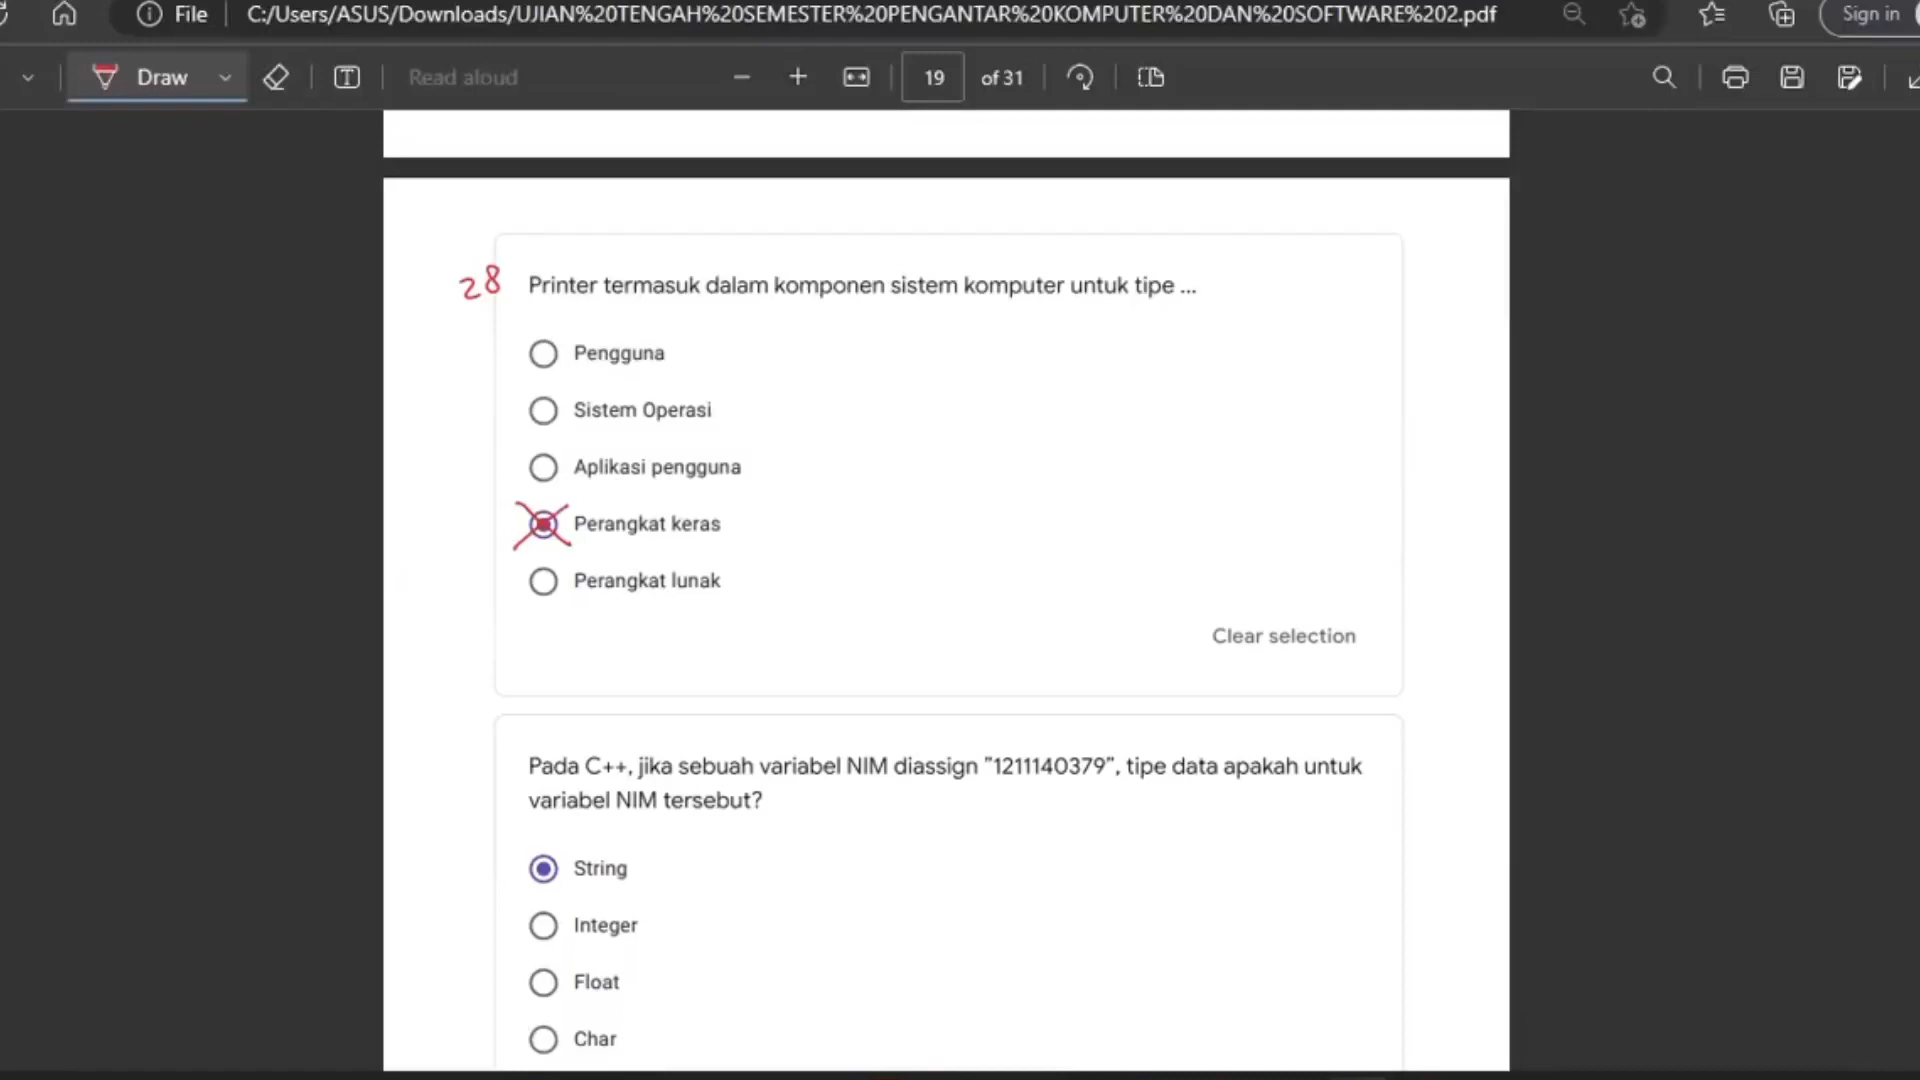 File
C:/Users/ASUS/Downloads/UJIAN%20TENGAH%20SEMESTER%20PENGANTAR%20KOMPUTER%20DAN%20SOFTWARE%202.pdf
Sign in
Draw
Read aloud
19
of 31
28
Printer termasuk dalam komponen sistem komputer untuk tipe ...
Pengguna
Sistem Operasi
Aplikasi pengguna
Perangkat keras
Perangkat lunak
Clear selection
Pada C++, jika sebuah variabel NIM diassign "1211140379", tipe data apakah untuk
variabel NIM tersebut?
String
Integer
Float
Char